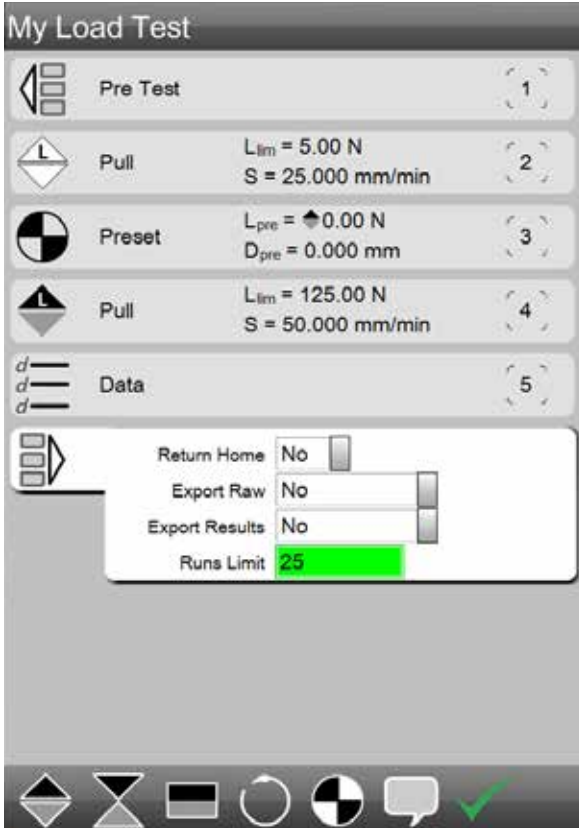 My Load Test
Pre Test
1
L
Pull
Llim = 5.00 N
S = 25.000 mm/min
2
Preset
Lpre = 0.00 N
Dpre = 0.000 mm
3
L
Pull
Llim = 125.00 N
S = 50.000 mm/min
4
d
d
d
Data
5
Return Home No
Export Raw No
Export Results No
Runs Limit 25